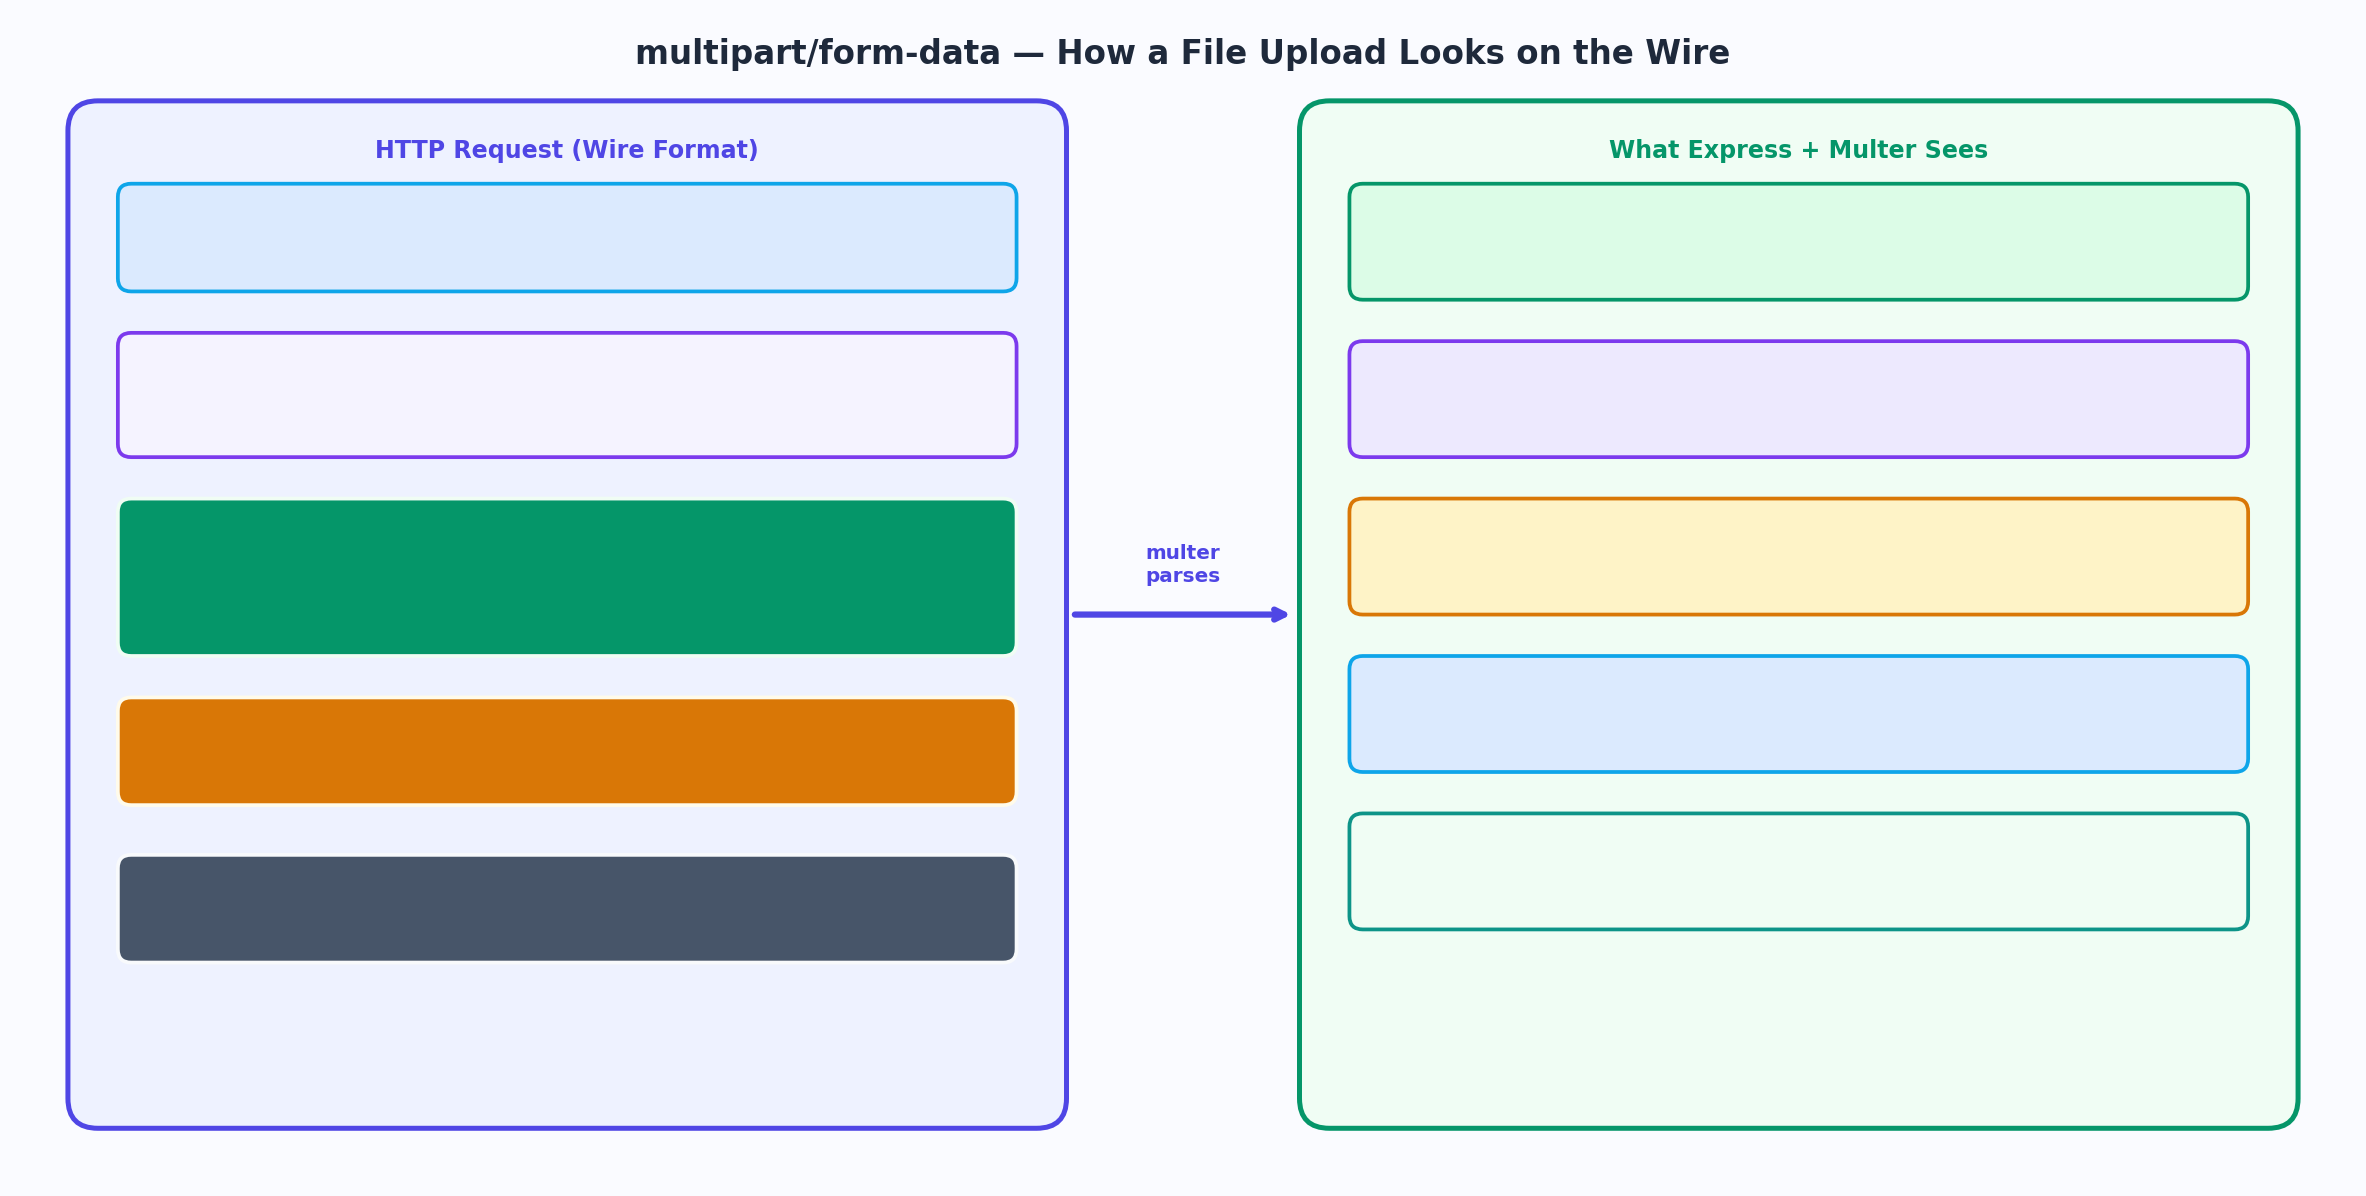 multipart/form-data — How a File Upload Looks on the Wire
HTTP Request (Wire Format)
What Express + Multer Sees
multer
parses